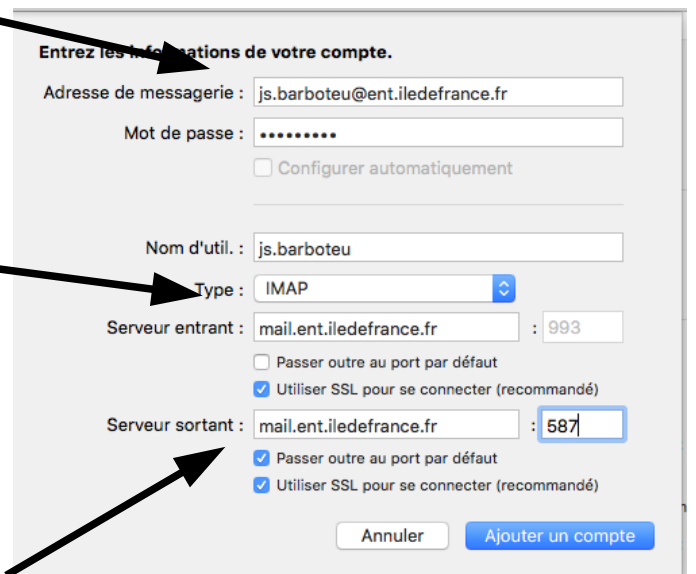 Entrez les informations de votre compte.
Adresse de messagerie : js.barboteu@ent.iledefrance.fr
Mot de passe : •••••••••
Configurer automatiquement
Nom d'util. : js.barboteu
Type : IMAP
Serveur entrant : mail.ent.iledefrance.fr : 993
Passer outre au port par défaut
Utiliser SSL pour se connecter (recommandé)
Serveur sortant : mail.ent.iledefrance.fr : 587
Passer outre au port par défaut
Utiliser SSL pour se connecter (recommandé)
Annuler Ajouter un compte